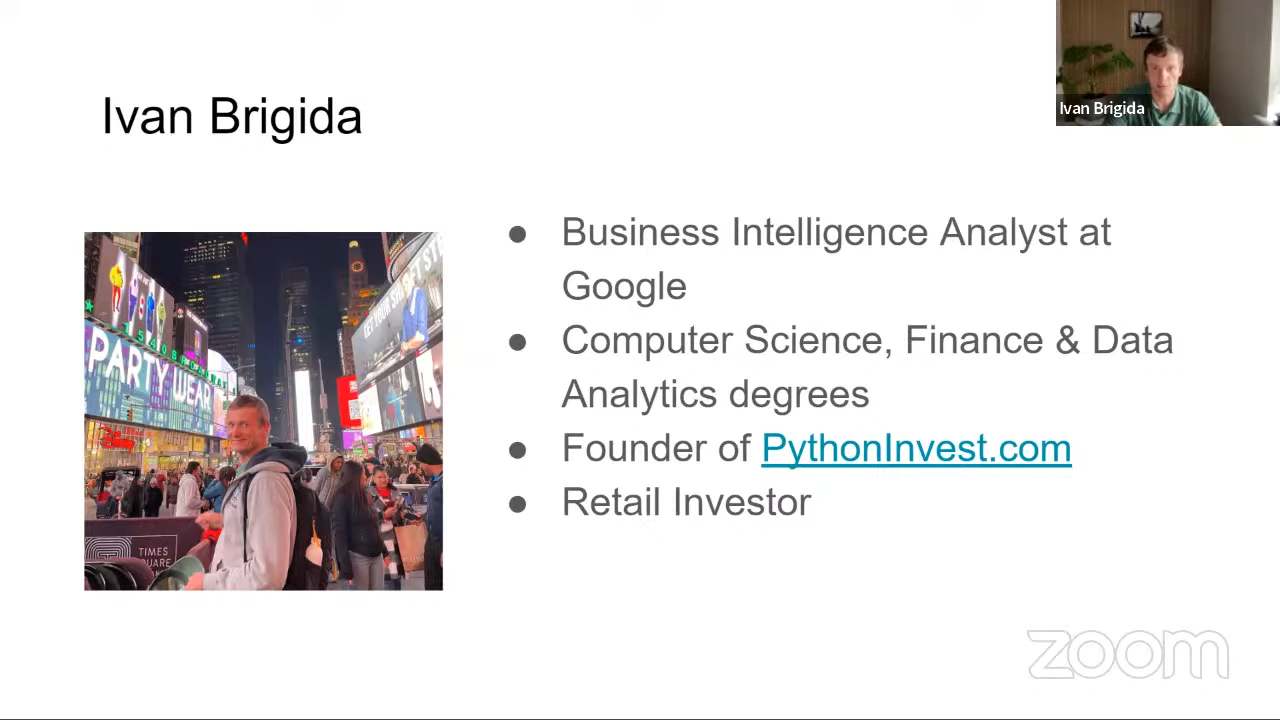 Ivan Brigida
Ivan Brigida
● Business Intelligence Analyst at
Google
● Computer Science, Finance & Data
Analytics degrees
● Founder of PythonInvest.com
● Retail Investor
PARTY WEAR
TIMES
SQUARE
zoom